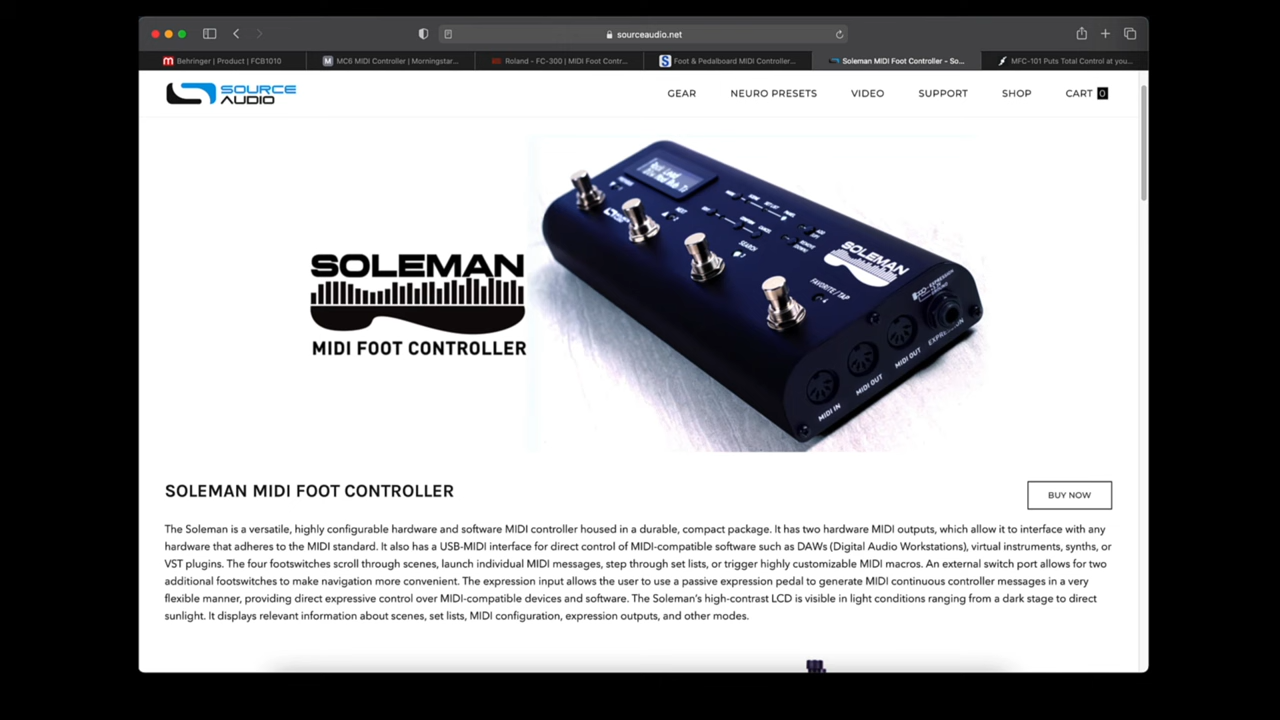 sourceaudio.net
Behringer | Product | FCB1010
MC6 MIDI Controller | Morningstar...
Roland - FC-300 | MIDI Foot Contr...
Foot & Pedalboard MIDI Controller...
Soleman MIDI Foot Controller – So...
MFC-101 Puts Total Control at you...
SOURCE
AUDIO
GEAR
NEURO PRESETS
VIDEO
SUPPORT
SHOP
CART 0
SOLEMAN
MIDI FOOT CONTROLLER
SEARCH
SOLEMAN
FAVORITE / TAP
MIDI IN
MIDI OUT
MIDI OUT
SOLEMAN MIDI FOOT CONTROLLER
BUY NOW
The Soleman is a versatile, highly configurable hardware and software MIDI controller housed in a durable, compact package. It has two hardware MIDI outputs, which allow it to interface with any
hardware that adheres to the MIDI standard. It also has a USB-MIDI interface for direct control of MIDI-compatible software such as DAWs (Digital Audio Workstations), virtual instruments, synths, or
VST plugins. The four footswitches scroll through scenes, launch individual MIDI messages, step through set lists, or trigger highly customizable MIDI macros. An external switch port allows for two
additional footswitches to make navigation more convenient. The expression input allows the user to use a passive expression pedal to generate MIDI continuous controller messages in a very
flexible manner, providing direct expressive control over MIDI-compatible devices and software. The Soleman's high-contrast LCD is visible in light conditions ranging from a dark stage to direct
sunlight. It displays relevant information about scenes, set lists, MIDI configuration, expression outputs, and other modes.